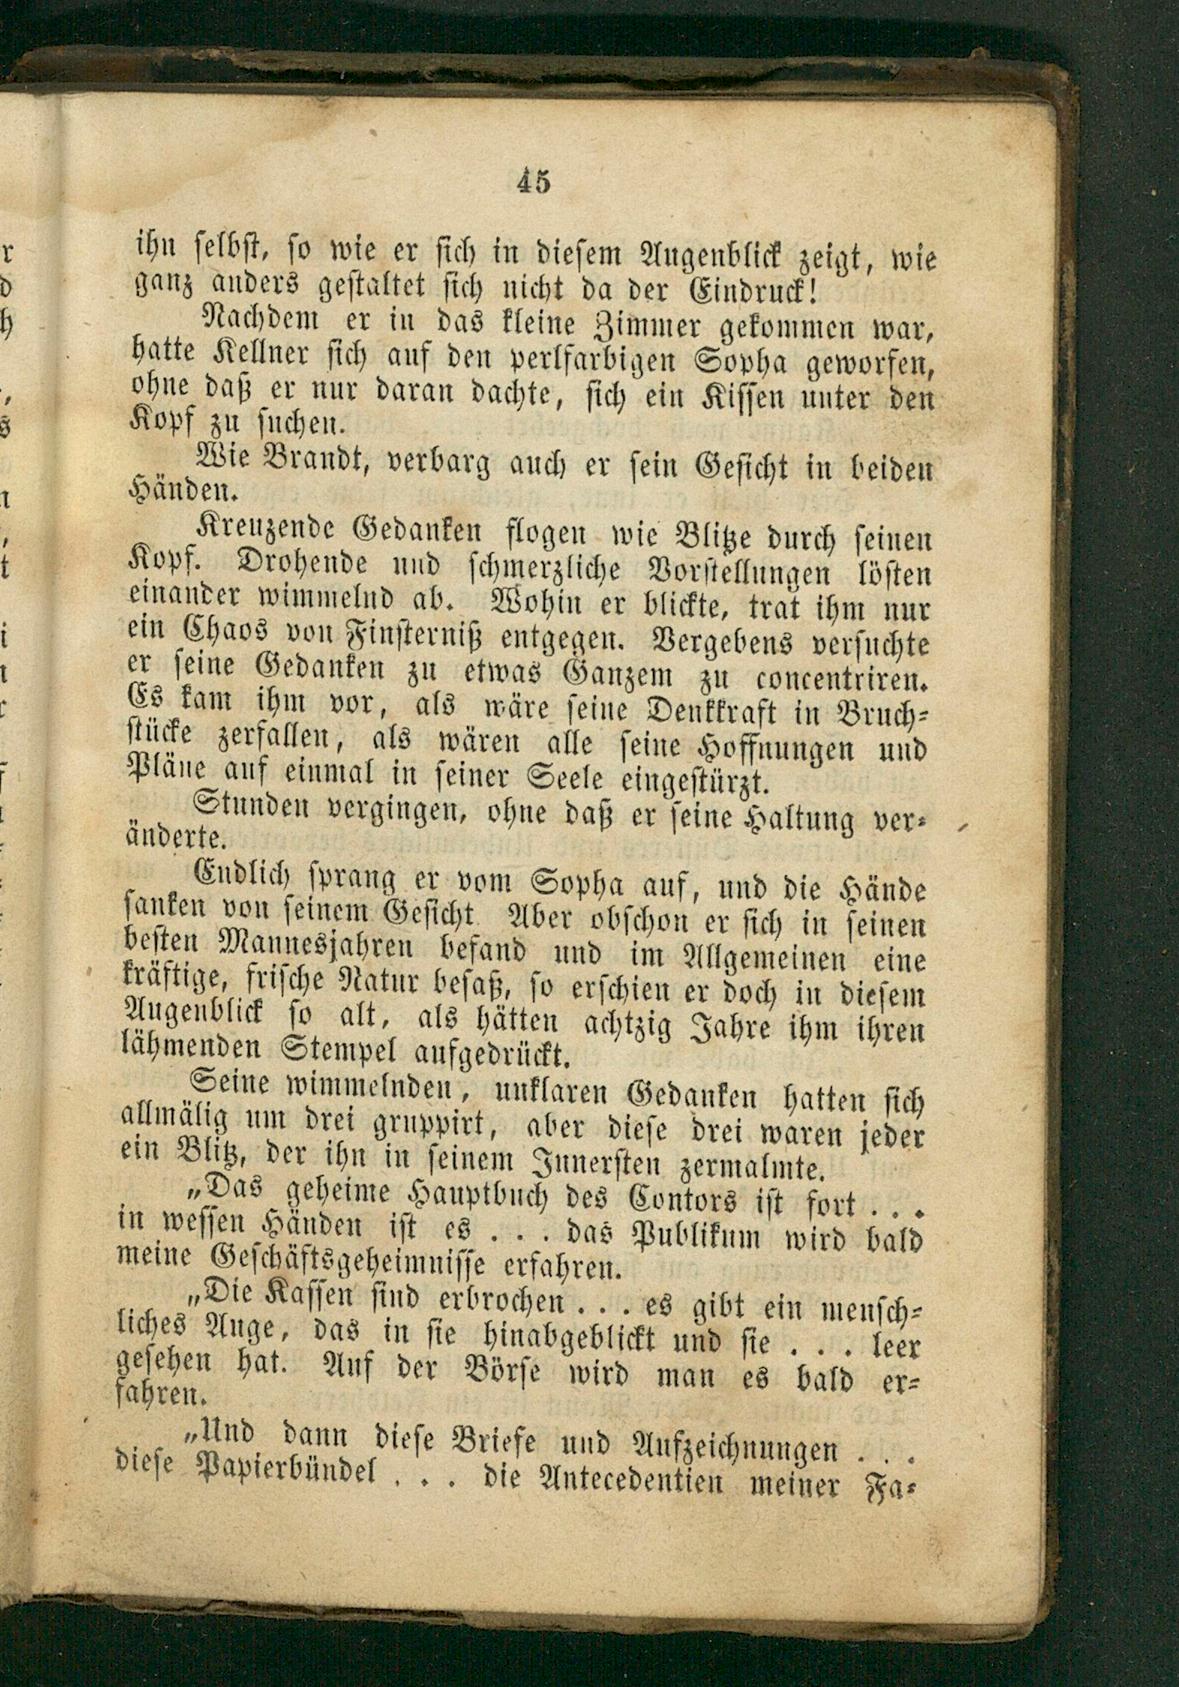 45
ihn selbst, so wie er sich in diesem Augenblick zeigt, wie
ganz anders gestaltet sich nicht da der Eindruck!
Nachdem er in das kleine Zimmer gekommen war,
hatte Kellner sich auf den perlfarbigen Sopha geworfen,
ohne daß er nur daran dachte, sich ein Kissen unter den
Kopf zu suchen.
Wie Brandt, verbarg auch er sein Gesicht in beiden
Händen.
Kreuzende Gedanken flogen wie Blitze durch seinen
Kopf. Drohende und schmerzliche Vorstellungen lösten
einander wimmelnd ab. Wohin er blickte, trat ihm nur
ein Chaos von Finsterniß entgegen. Vergebens versuchte
er seine Gedanken zu etwas Ganzem zu concentriren.
Es kam ihm vor, als wäre seine Denkkraft in Bruch-
stücke zerfallen, als wären alle seine Hoffnungen und
Pläne auf einmal in seiner Seele eingestürzt.
Stunden vergingen, ohne daß er seine Haltung ver-
änderte.
Endlich sprang er vom Sopha auf, und die Hände
sanken von seinem Gesicht. Aber obschon er sich in seinen
besten Mannesjahren befand und im Allgemeinen eine
kräftige, frische Natur besaß, so erschien er doch in diesem
Augenblick so alt, als hätten achtzig Jahre ihm ihren
lähmenden Stempel aufgedrückt.
Seine wimmelnden, unklaren Gedanken hatten sich
allmälig um drei gruppirt, aber diese drei waren jeder
ein Blitz, der ihn in seinem Innersten zermalmte.
„Das geheime Hauptbuch des Contors ist fort . . .
in wessen Händen ist es . . . das Publikum wird bald
meine Geschäftsgeheimnisse erfahren.
„Die Kassen sind erbrochen . . . es gibt ein mensch-
liches Auge, das in sie hinabgeblickt und sie . . . leer
gesehen hat. Auf der Börse wird man es bald er-
fahren.
„Und dann diese Briefe und Aufzeichnungen . . .
diese Papierbündel . . . die Antecedentien meiner Fa-